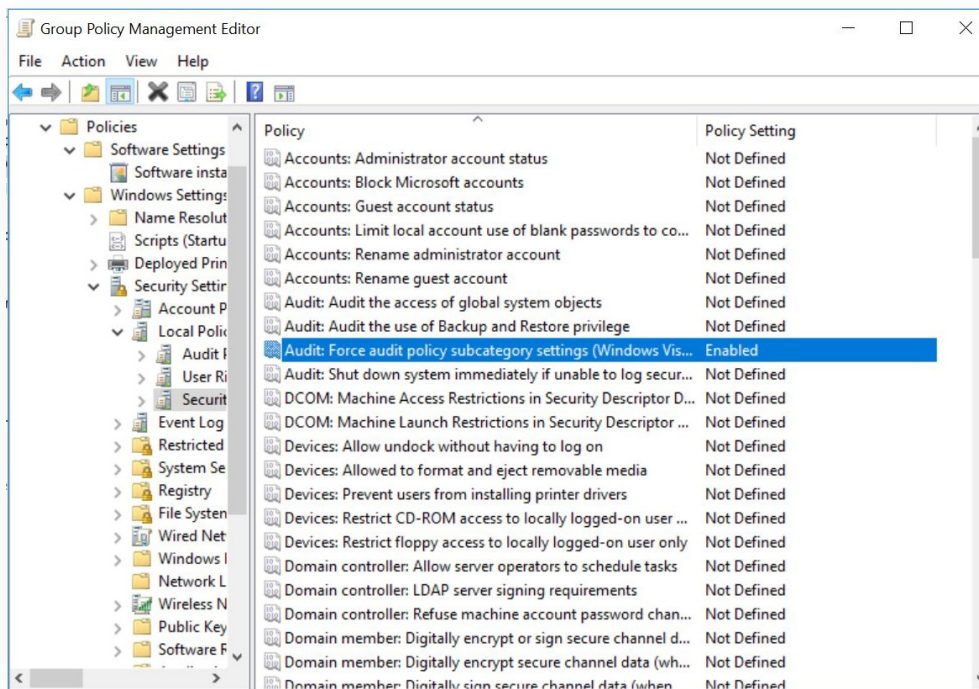 Group Policy Management Editor
File Action View Help
Policies
Software Settings
Software insta
Windows Settings
Name Resolut
Scripts (Startu
Deployed Prin
Security Settin
Account P
Local Polic
Audit P
User Ri
Securit
Event Log
Restricted
System Se
Registry
File System
Wired Net
Windows
Network L
Wireless N
Public Key
Software R
Policy Policy Setting
Accounts: Administrator account status Not Defined
Accounts: Block Microsoft accounts Not Defined
Accounts: Guest account status Not Defined
Accounts: Limit local account use of blank passwords to co... Not Defined
Accounts: Rename administrator account Not Defined
Accounts: Rename guest account Not Defined
Audit: Audit the access of global system objects Not Defined
Audit: Audit the use of Backup and Restore privilege Not Defined
Audit: Force audit policy subcategory settings (Windows Vis... Enabled
Audit: Shut down system immediately if unable to log secur... Not Defined
DCOM: Machine Access Restrictions in Security Descriptor D... Not Defined
DCOM: Machine Launch Restrictions in Security Descriptor ... Not Defined
Devices: Allow undock without having to log on Not Defined
Devices: Allowed to format and eject removable media Not Defined
Devices: Prevent users from installing printer drivers Not Defined
Devices: Restrict CD-ROM access to locally logged-on user ... Not Defined
Devices: Restrict floppy access to locally logged-on user only Not Defined
Domain controller: Allow server operators to schedule tasks Not Defined
Domain controller: LDAP server signing requirements Not Defined
Domain controller: Refuse machine account password chan... Not Defined
Domain member: Digitally encrypt or sign secure channel d... Not Defined
Domain member: Digitally encrypt secure channel data (wh... Not Defined
Domain member: Digitally sign secure channel data (when Not Defined